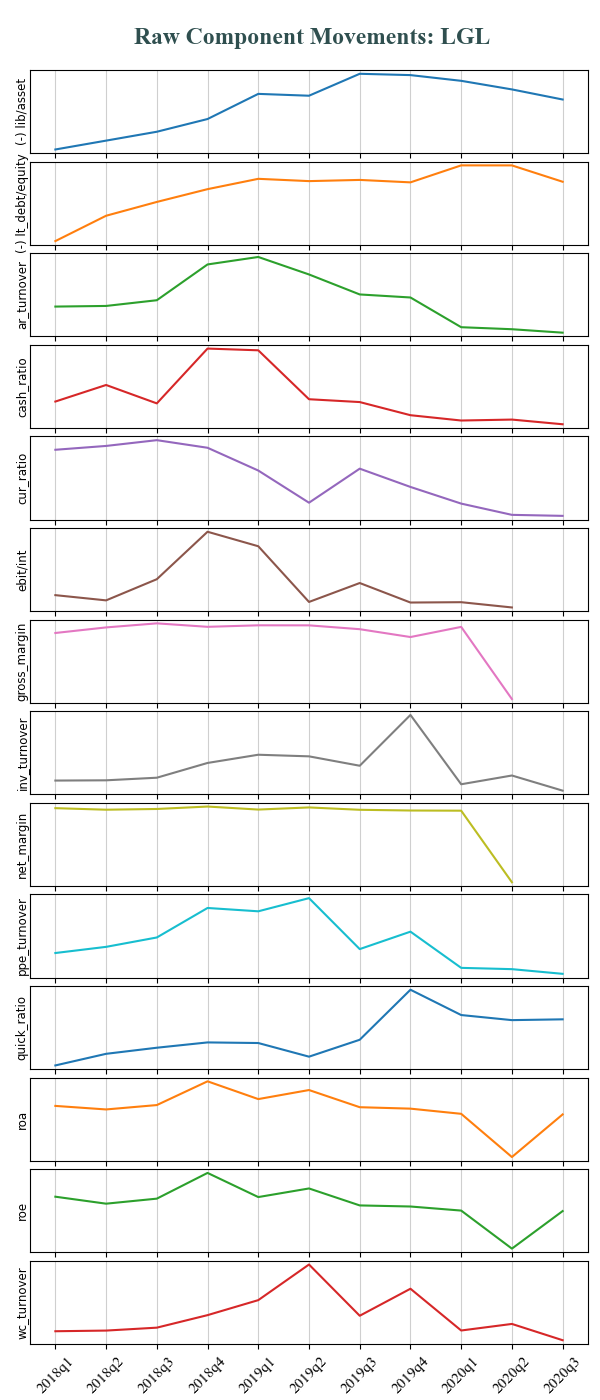 Raw Component Movements: LGL
(-) lib/asset
(-) lt_debt/equity
ar_turnover
cash_ratio
cur_ratio
ebit/int
gross_margin
inv_turnover
net_margin
ppe_turnover
quick_ratio
roa
roe
wc_turnover
2018q1 2018q2 2018q3 2018q4 2019q1 2019q2 2019q3 2019q4 2020q1 2020q2 2020q3